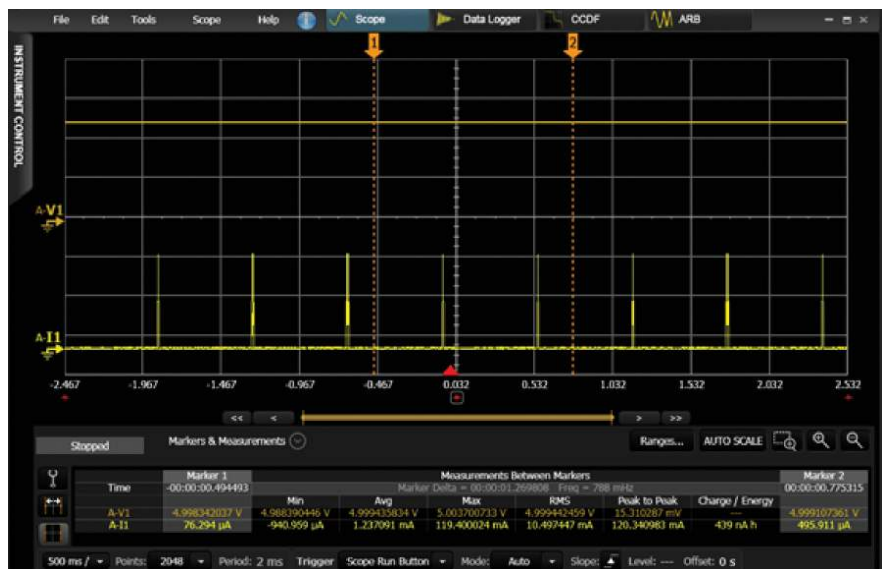 File Edit Tools Scope Help Scope Data Logger CCDF ARB
INSTRUMENT CONTROL
1 2
A-V1
A-I1
-2.467 -1.967 -1.467 -0.967 -0.467 0.032 0.532 1.032 1.532 2.032 2.532
<< < > >>
Stopped Markers & Measurements Ranges... AUTO SCALE
Marker 1 Measurements Between Markers Marker 2
Time -00:00:00.494493 Marker Delta = 00:00:01.269808 Freq = 788 mHz 00:00:00.775315
Min Avg Max RMS Peak to Peak Charge / Energy
A-V1 4.998342037 V 4.988390446 V 4.999435834 V 5.003700733 V 4.999442459 V 15.310287 mV --- 4.999107361 V
A-I1 76.294 µA -940.959 µA 1.237091 mA 119.400024 mA 10.497447 mA 120.340983 mA 439 nA h 495.911 µA
500 ms / Points: 2048 Period: 2 ms Trigger Scope Run Button Mode: Auto Slope: Level: --- Offset: 0 s